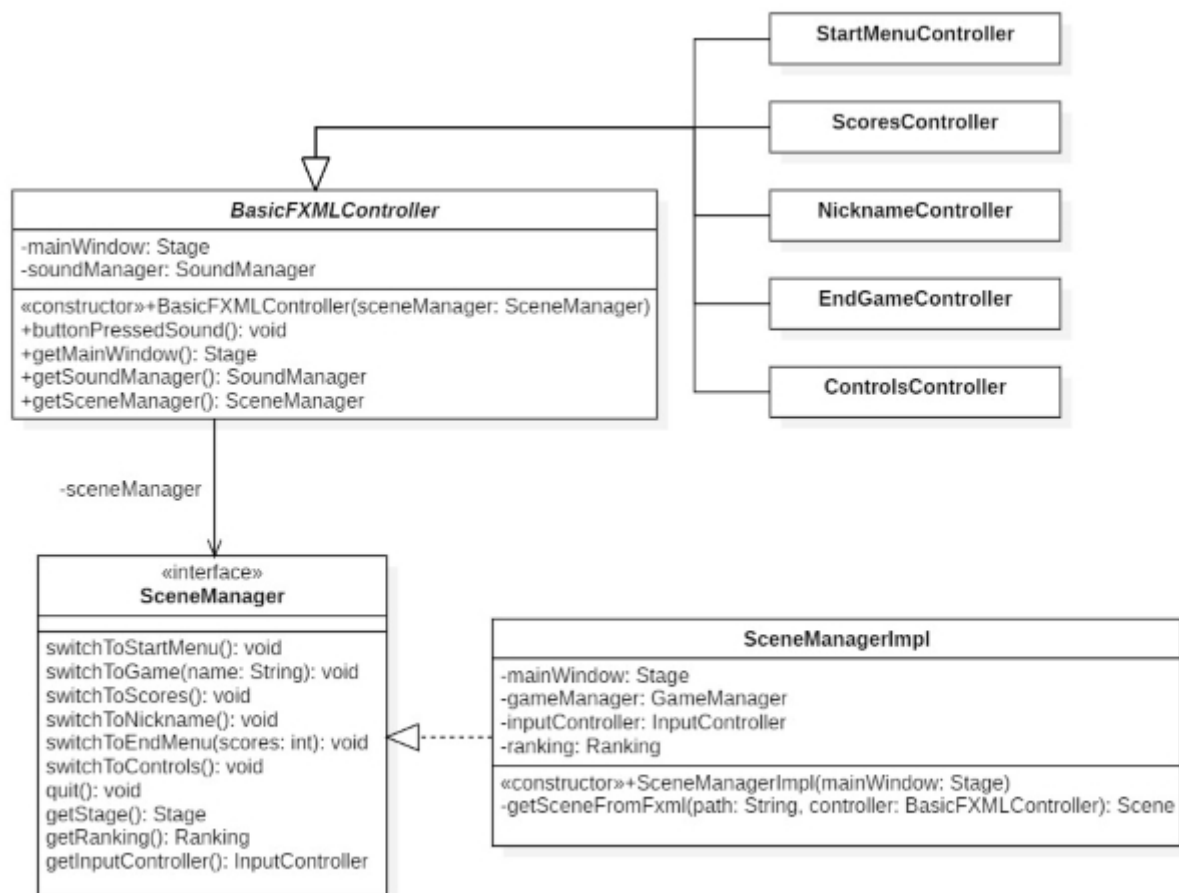 StartMenuController
ScoresController
NicknameController
EndGameController
ControlsController
BasicFXMLController
-mainWindow: Stage
-soundManager: SoundManager
«constructor»+BasicFXMLController(sceneManager: SceneManager)
+buttonPressedSound(): void
+getMainWindow(): Stage
+getSoundManager(): SoundManager
+getSceneManager(): SceneManager
-sceneManager
«interface»
SceneManager
switchToStartMenu(): void
switchToGame(name: String): void
switchToScores(): void
switchToNickname(): void
switchToEndMenu(scores: int): void
switchToControls(): void
quit(): void
getStage(): Stage
getRanking(): Ranking
getInputController(): InputController
SceneManagerImpl
-mainWindow: Stage
-gameManager: GameManager
-inputController: InputController
-ranking: Ranking
«constructor»+SceneManagerImpl(mainWindow: Stage)
-getSceneFromFxml(path: String, controller: BasicFXMLController): Scene